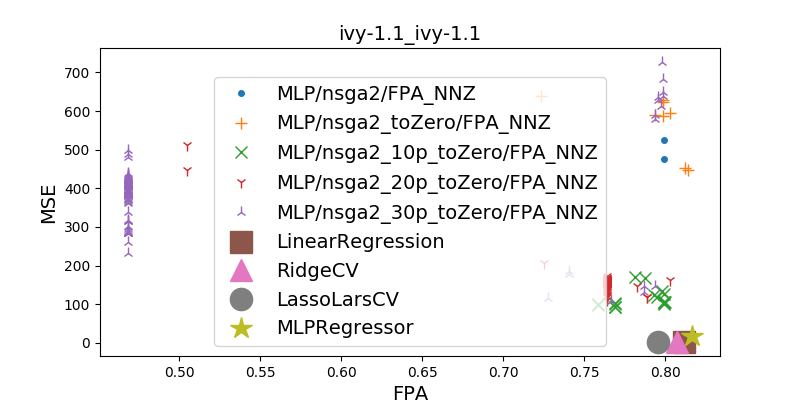 ivy-1.1_ivy-1.1
MSE
700
600
500
400
300
200
100
0
MLP/nsga2/FPA_NNZ
MLP/nsga2_toZero/FPA_NNZ
MLP/nsga2_10p_toZero/FPA_NNZ
MLP/nsga2_20p_toZero/FPA_NNZ
MLP/nsga2_30p_toZero/FPA_NNZ
LinearRegression
RidgeCV
LassoLarsCV
MLPRegressor
0.50 0.55 0.60 0.65 0.70 0.75 0.80
FPA